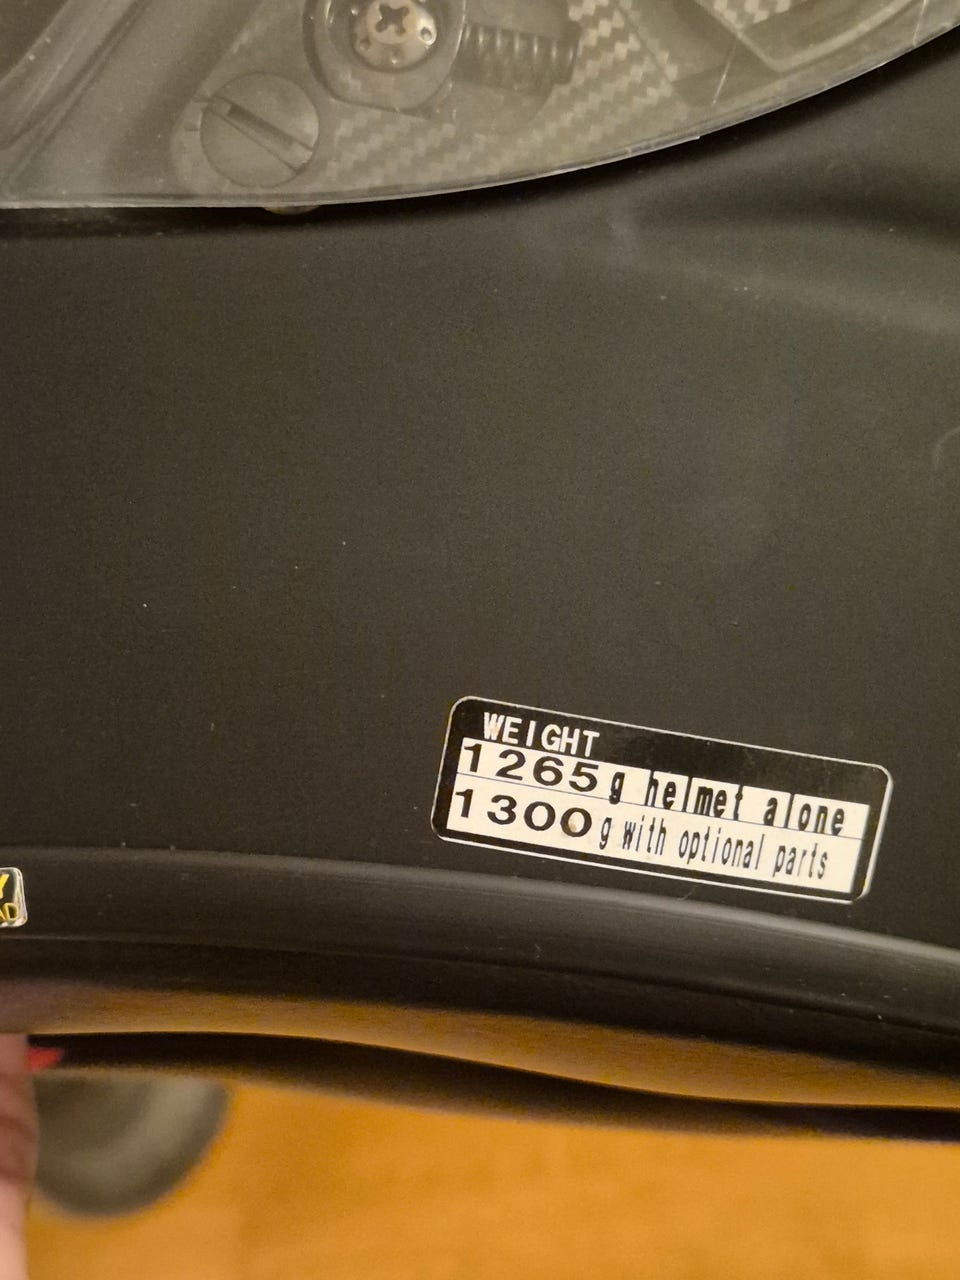 WEIGHT
1265g helmet alone
1300g with optional parts